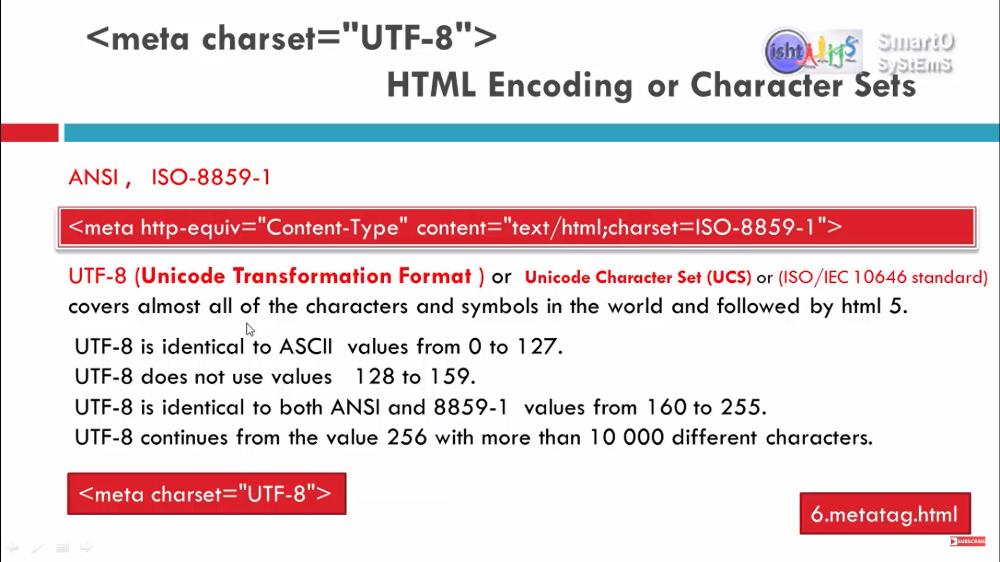 <meta charset="UTF-8">
isht AIMS
SmartO
SyStEmS
HTML Encoding or Character Sets
ANSI , ISO-8859-1
<meta http-equiv="Content-Type" content="text/html;charset=ISO-8859-1">
UTF-8 (Unicode Transformation Format ) or Unicode Character Set (UCS) or (ISO/IEC 10646 standard)
covers almost all of the characters and symbols in the world and followed by html 5.
UTF-8 is identical to ASCII values from 0 to 127.
UTF-8 does not use values 128 to 159.
UTF-8 is identical to both ANSI and 8859-1 values from 160 to 255.
UTF-8 continues from the value 256 with more than 10 000 different characters.
<meta charset="UTF-8">
6.metatag.html
SUBSCRIBE